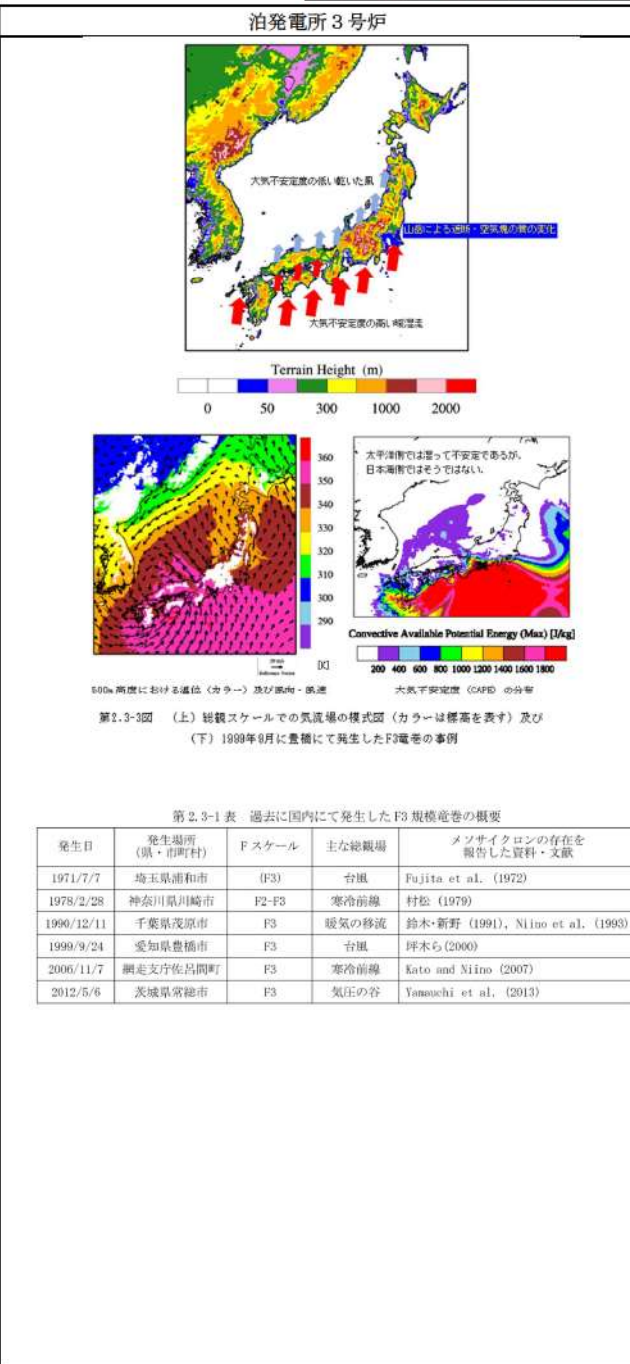 泊発電所3号炉
大気不安定度の低い乾いた風
山岳による遮断・空気塊の質の変化
大気不安定度の高い暖湿流
Terrain Height (m)
0 50 300 1000 2000
360
350
340
330
320
310
300
290
[K]
500m高度における温位(カラー)及び風向・風速
太平洋側では湿って不安定であるが、
日本海側ではそうではない.
Convective Available Potential Energy (Max) [J/kg]
200 400 600 800 1000 1200 1400 1600 1800
大気不安定度 (CAPE) の分布
第2.3-3図 (上)総観スケールでの気流場の模式図(カラーは標高を表す)及び
(下)1999年9月に豊橋にて発生したF3竜巻の事例
第2.3-1表 過去に国内にて発生したF3規模竜巻の概要
発生日 発生場所(県・市町村) Fスケール 主な総観場 メソサイクロンの存在を報告した資料・文献
1971/7/7 埼玉県浦和市 (F3) 台風 Fujita et al. (1972)
1978/2/28 神奈川県川崎市 F2-F3 寒冷前線 村松 (1979)
1990/12/11 千葉県茂原市 F3 暖気の移流 鈴木・新野 (1991), Niino et al. (1993)
1999/9/24 愛知県豊橋市 F3 台風 坪木ら(2000)
2006/11/7 網走支庁佐呂間町 F3 寒冷前線 Kato and Niino (2007)
2012/5/6 茨城県常総市 F3 気圧の谷 Yamauchi et al. (2013)